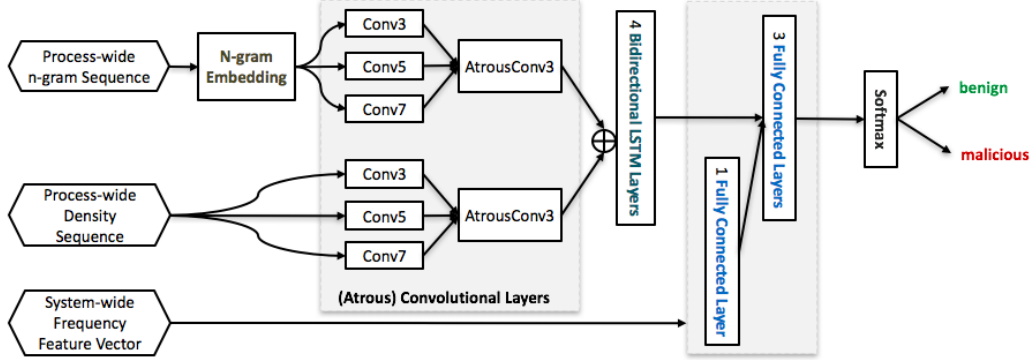 Process-wide
n-gram Sequence
N-gram
Embedding
Conv3
Conv5
Conv7
AtrousConv3
Process-wide
Density
Sequence
Conv3
Conv5
Conv7
AtrousConv3
(Atrous) Convolutional Layers
System-wide
Frequency
Feature Vector
4 Bidirectional LSTM Layers
1 Fully Connected Layer
3 Fully Connected Layers
Softmax
benign
malicious